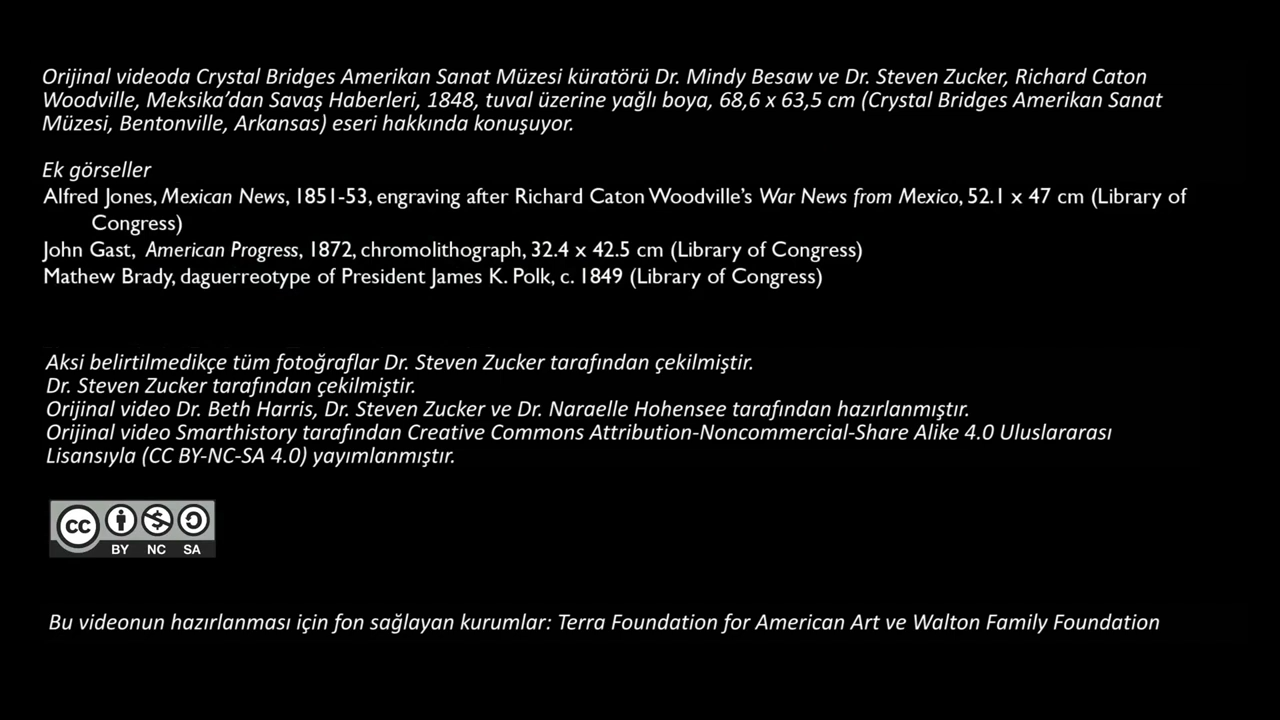 Orijinal videoda Crystal Bridges Amerikan Sanat Müzesi küratörü Dr. Mindy Besaw ve Dr. Steven Zucker, Richard Caton
Woodville, Meksika’dan Savaş Haberleri, 1848, tuval üzerine yağlı boya, 68,6 x 63,5 cm (Crystal Bridges Amerikan Sanat
Müzesi, Bentonville, Arkansas) eseri hakkında konuşuyor.
Ek görseller
Alfred Jones, Mexican News, 1851-53, engraving after Richard Caton Woodville’s War News from Mexico, 52.1 x 47 cm (Library of
Congress)
John Gast, American Progress, 1872, chromolithograph, 32.4 x 42.5 cm (Library of Congress)
Mathew Brady, daguerreotype of President James K. Polk, c. 1849 (Library of Congress)
Aksi belirtilmedikçe tüm fotoğraflar Dr. Steven Zucker tarafından çekilmiştir.
Dr. Steven Zucker tarafından çekilmiştir.
Orijinal video Dr. Beth Harris, Dr. Steven Zucker ve Dr. Naraelle Hohensee tarafından hazırlanmıştır.
Orijinal video Smarthistory tarafından Creative Commons Attribution-Noncommercial-Share Alike 4.0 Uluslararası
Lisansıyla (CC BY-NC-SA 4.0) yayımlanmıştır.
CC
BY NC SA
Bu videonun hazırlanması için fon sağlayan kurumlar: Terra Foundation for American Art ve Walton Family Foundation